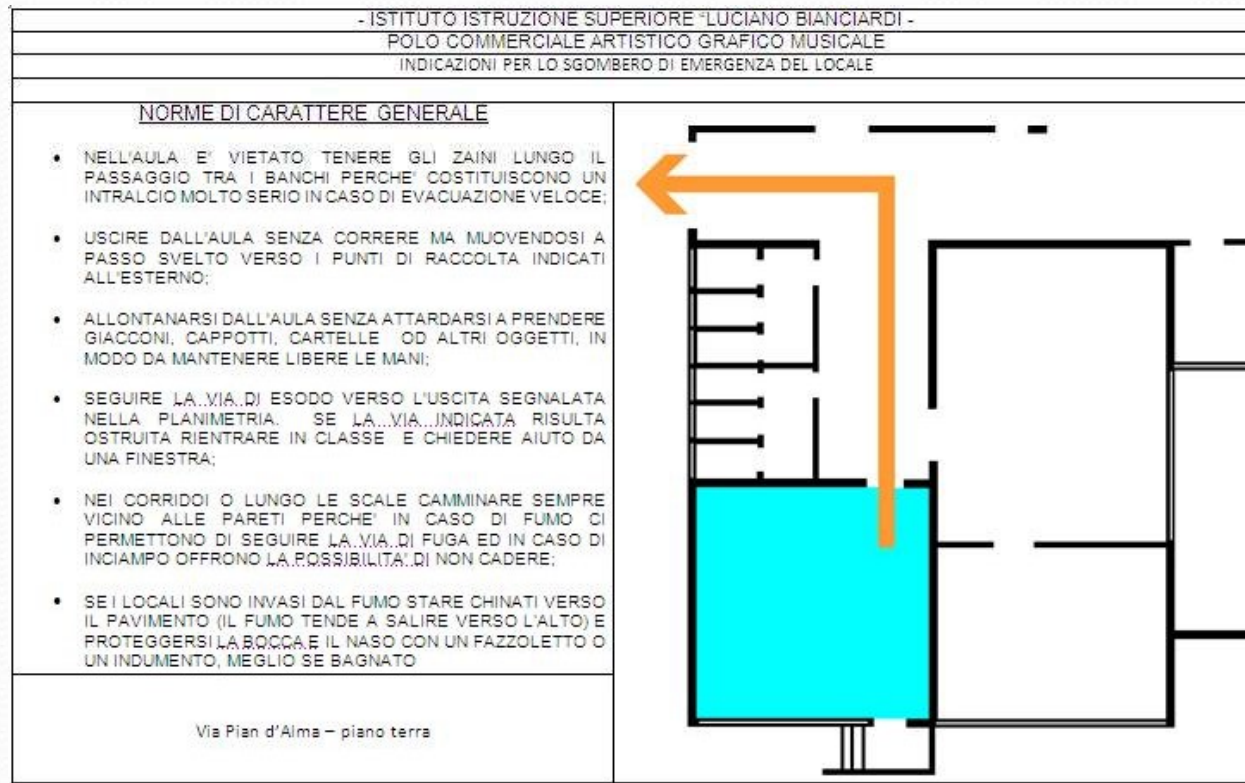 - ISTITUTO ISTRUZIONE SUPERIORE "LUCIANO BIANCIARDI -
POLO COMMERCIALE ARTISTICO GRAFICO MUSICALE
INDICAZIONI PER LO SGOMBERO DI EMERGENZA DEL LOCALE
NORME DI CARATTERE GENERALE
• NELL'AULA E' VIETATO TENERE GLI ZAINI LUNGO IL
PASSAGGIO TRA I BANCHI PERCHE' COSTITUISCONO UN
INTRALCIO MOLTO SERIO IN CASO DI EVACUAZIONE VELOCE;
• USCIRE DALL'AULA SENZA CORRERE MA MUOVENDOSI A
PASSO SVELTO VERSO I PUNTI DI RACCOLTA INDICATI
ALL'ESTERNO;
• ALLONTANARSI DALL'AULA SENZA ATTARDARSI A PRENDERE
GIACCONI, CAPPOTTI, CARTELLE OD ALTRI OGGETTI, IN
MODO DA MANTENERE LIBERE LE MANI;
• SEGUIRE LA VIA DI ESODO VERSO L'USCITA SEGNALATA
NELLA PLANIMETRIA. SE LA VIA INDICATA RISULTA
OSTRUITA RIENTRARE IN CLASSE E CHIEDERE AIUTO DA
UNA FINESTRA;
• NEI CORRIDOI O LUNGO LE SCALE CAMMINARE SEMPRE
VICINO ALLE PARETI PERCHE' IN CASO DI FUMO CI
PERMETTONO DI SEGUIRE LA VIA DI FUGA ED IN CASO DI
INCIAMPO OFFRONO LA POSSIBILITA' DI NON CADERE;
• SE I LOCALI SONO INVASI DAL FUMO STARE CHINATI VERSO
IL PAVIMENTO (IL FUMO TENDE A SALIRE VERSO L'ALTO) E
PROTEGGERSI LA BOCCA E IL NASO CON UN FAZZOLETTO O
UN INDUMENTO, MEGLIO SE BAGNATO
Via Pian d'Alma – piano terra